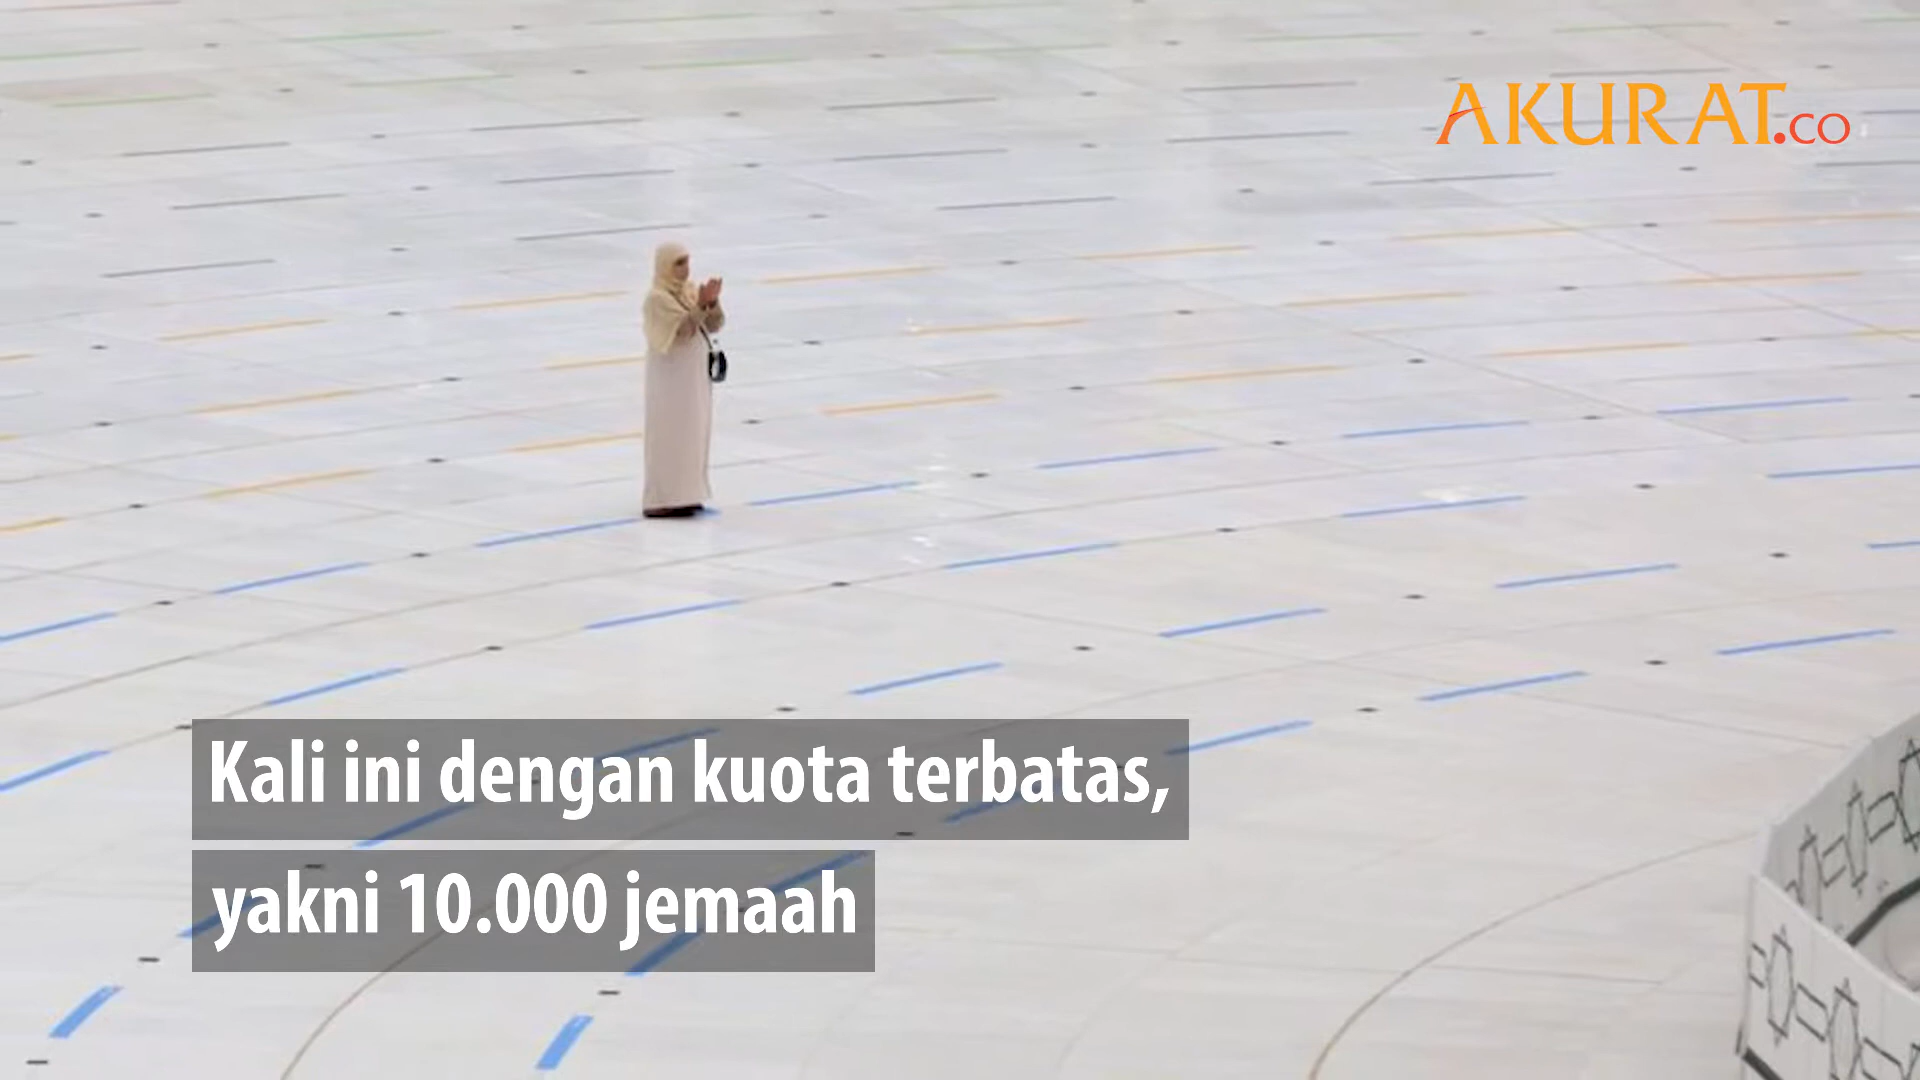 AKURAT.co
Kali ini dengan kuota terbatas,
yakni 10.000 jemaah